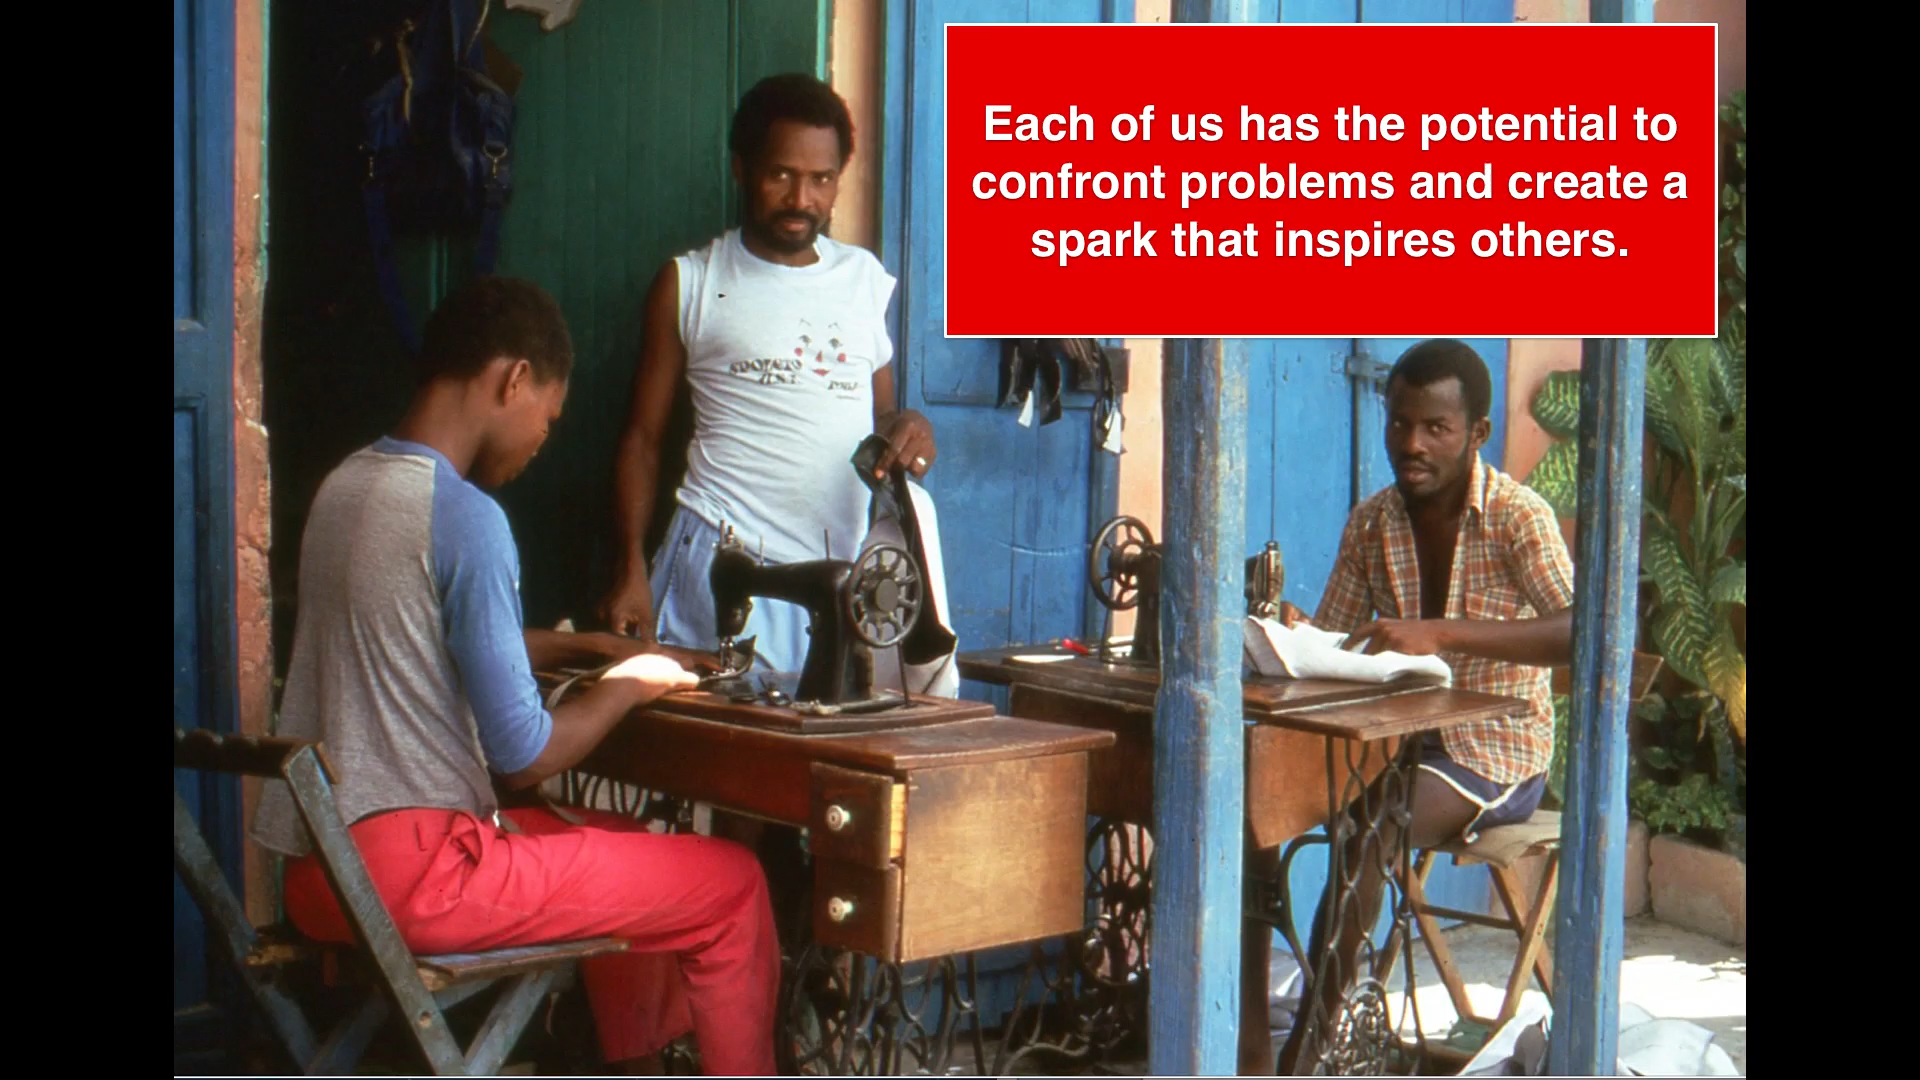 Each of us has the potential to
confront problems and create a
spark that inspires others.